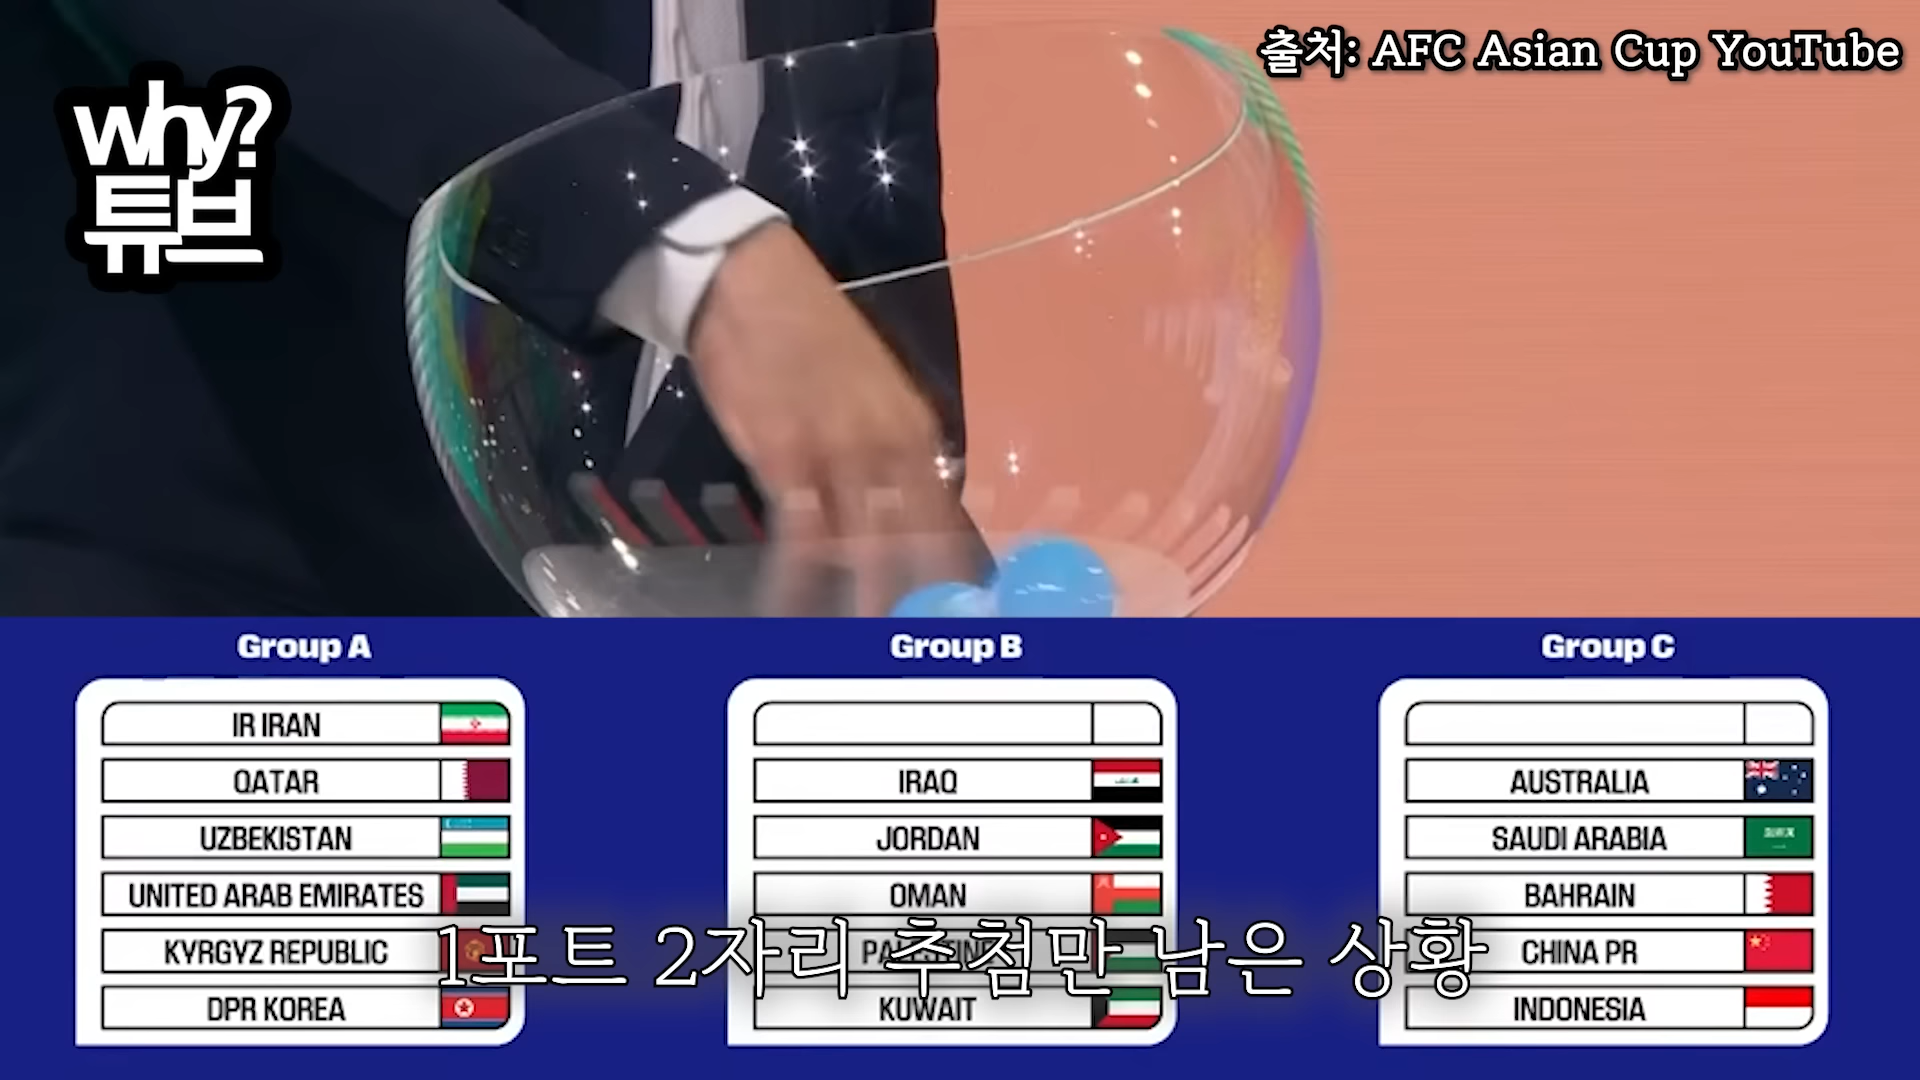 why?
튜브
출처: AFC Asian Cup YouTube
Group A
IR IRAN
QATAR
UZBEKISTAN
UNITED ARAB EMIRATES
KYRGYZ REPUBLIC
DPR KOREA
Group B
IRAQ
JORDAN
OMAN
PALESTINE
KUWAIT
Group C
AUSTRALIA
SAUDI ARABIA
BAHRAIN
CHINA PR
INDONESIA
1포트 2자리 추첨만 남은 상황